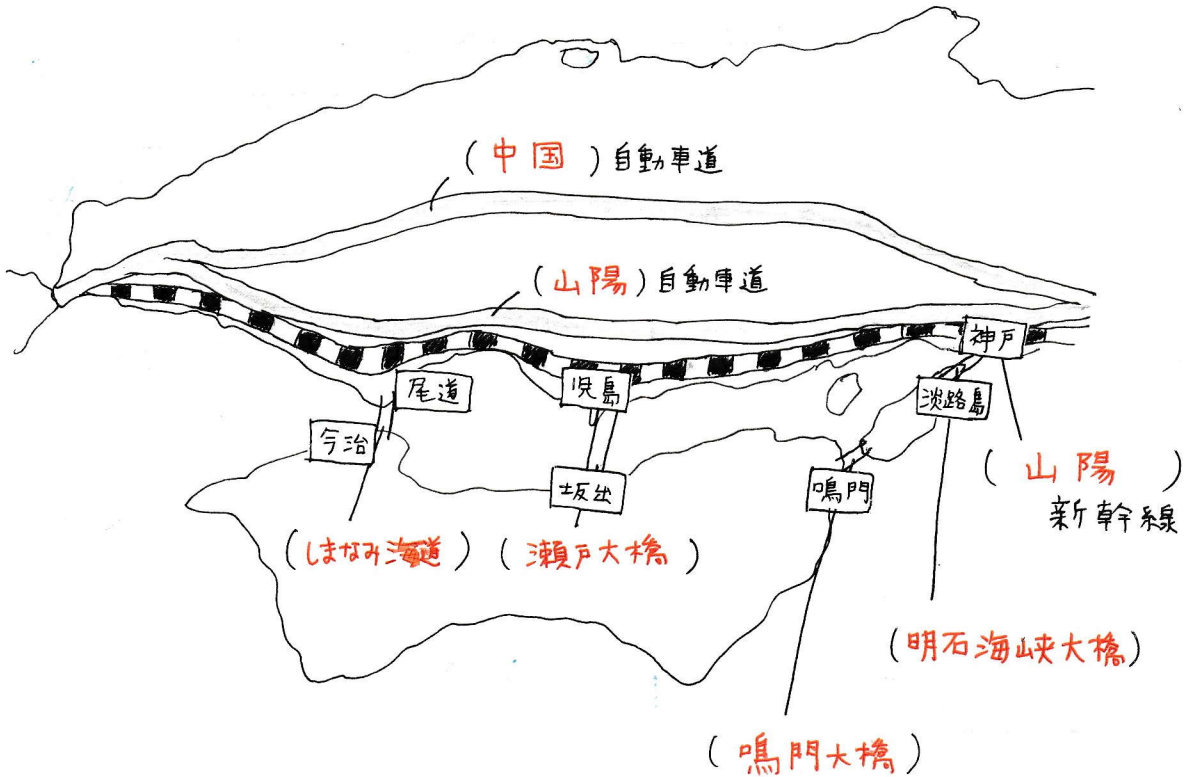 (中国)自動車道
(山陽)自動車道
神戸
尾道
児島
淡路島
今治
坂出
鳴門
(山陽)
新幹線
(しまなみ海道)
(瀬戸大橋)
(明石海峡大橋)
(鳴門大橋)